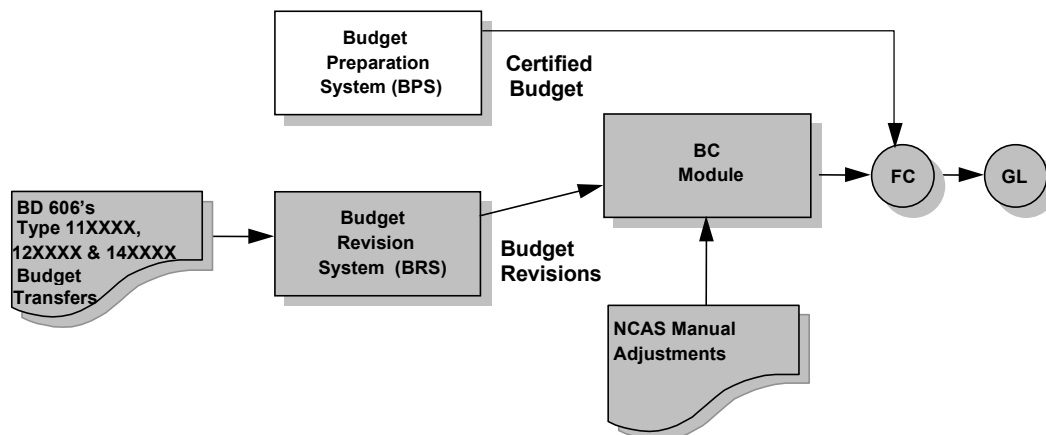 Budget
Preparation
System (BPS)
Certified
Budget
BC
Module
FC
GL
BD 606's
Type 11XXXX,
12XXXX & 14XXXX
Budget
Transfers
Budget
Revision
System (BRS)
Budget
Revisions
NCAS Manual
Adjustments